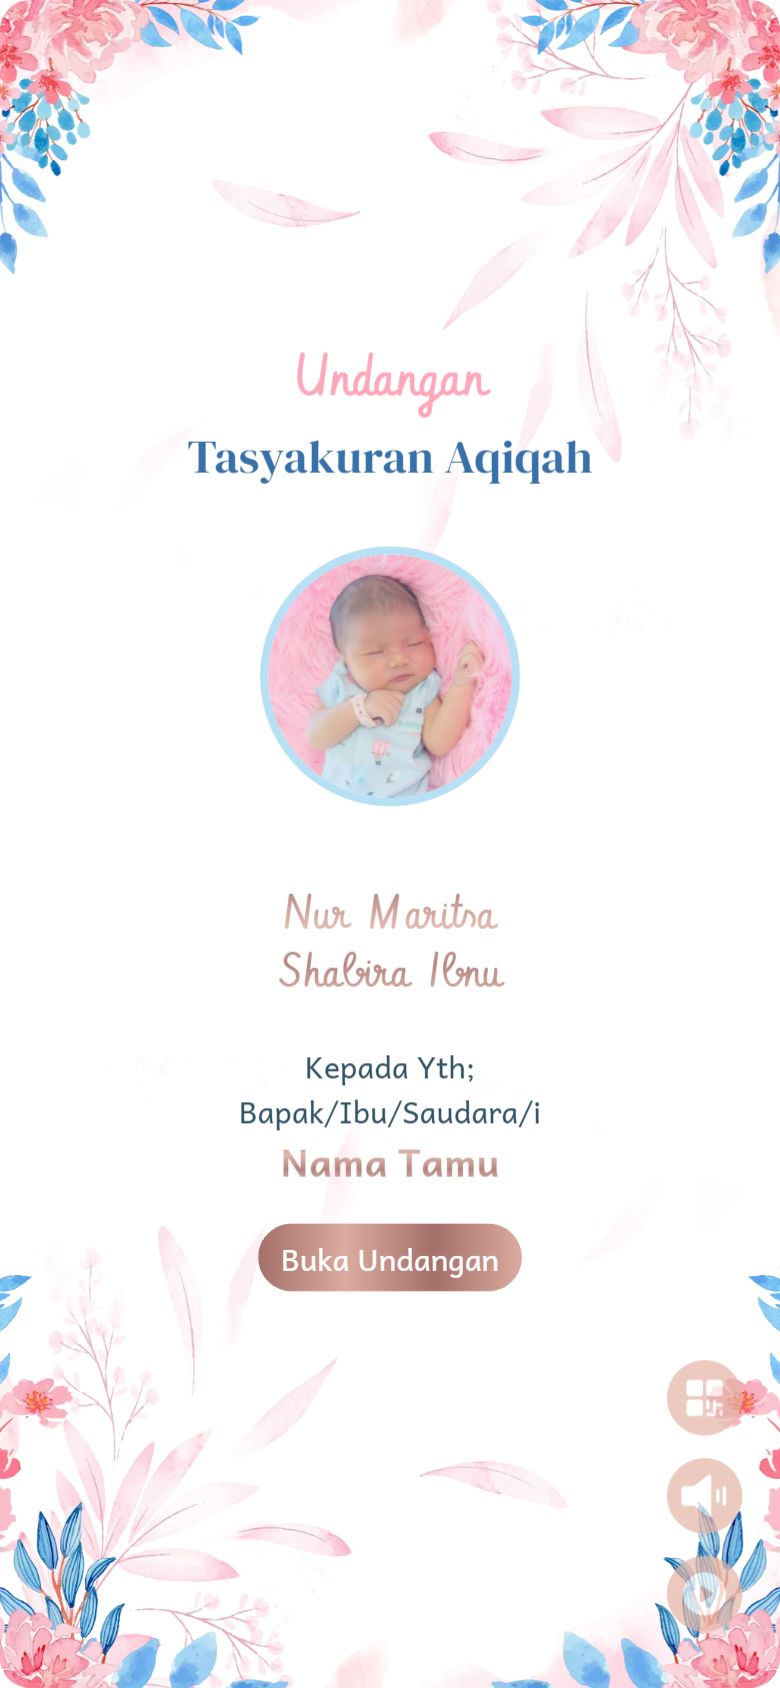 Undangan
Tasyakuran Aqiqah
Nur Maritsa
Shabira Ibnu
Kepada Yth;
Bapak/Ibu/Saudara/i
Nama Tamu
Buka Undangan